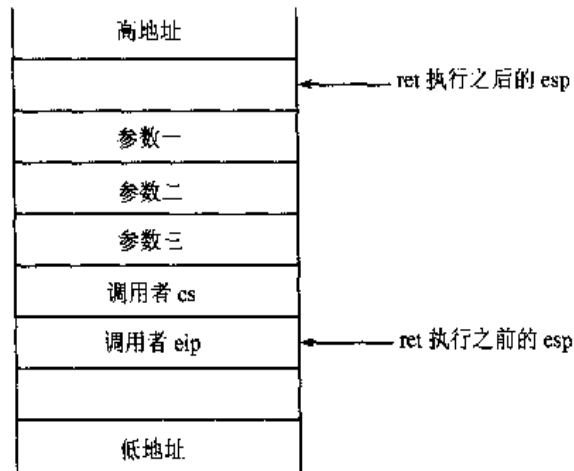 高地址
ret 执行之后的 esp
参数一
参数二
参数三
调用者 cs
调用者 eip
ret 执行之前的 esp
低地址